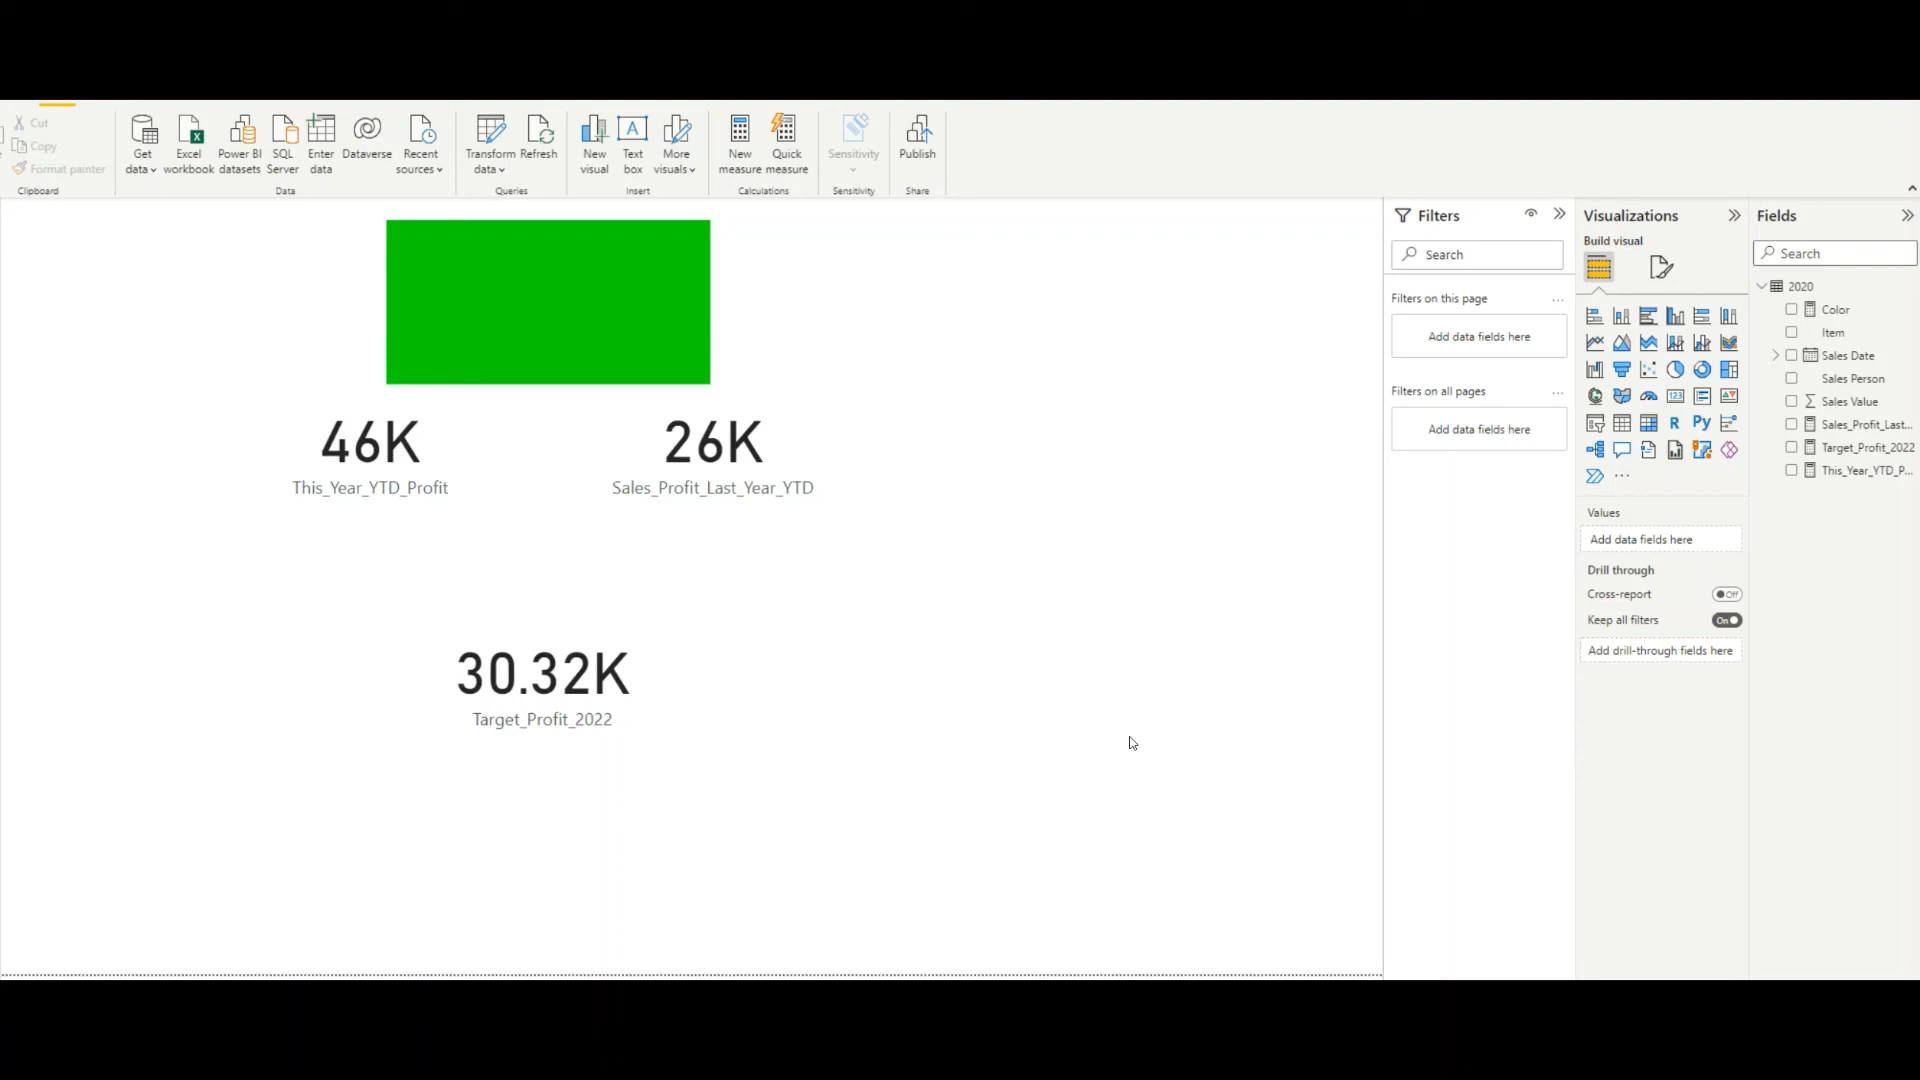 Cut
Copy
Format painter
Clipboard
Get data
Excel workbook
Power BI datasets
SQL Server
Enter data
Dataverse
Recent sources
Data
Transform data
Refresh
Queries
New visual
Text box
More visuals
Insert
New measure
Quick measure
Calculations
Sensitivity
Sensitivity
Publish
Share
46K
This_Year_YTD_Profit
26K
Sales_Profit_Last_Year_YTD
30.32K
Target_Profit_2022
Filters
Search
Filters on this page
...
Add data fields here
Filters on all pages
...
Add data fields here
Visualizations
Build visual
123
R
Py
...
Values
Add data fields here
Drill through
Cross-report
Off
Keep all filters
On
Add drill-through fields here
Fields
Search
2020
Color
Item
Sales Date
Sales Person
Σ Sales Value
Sales_Profit_Last...
Target_Profit_2022
This_Year_YTD_P...